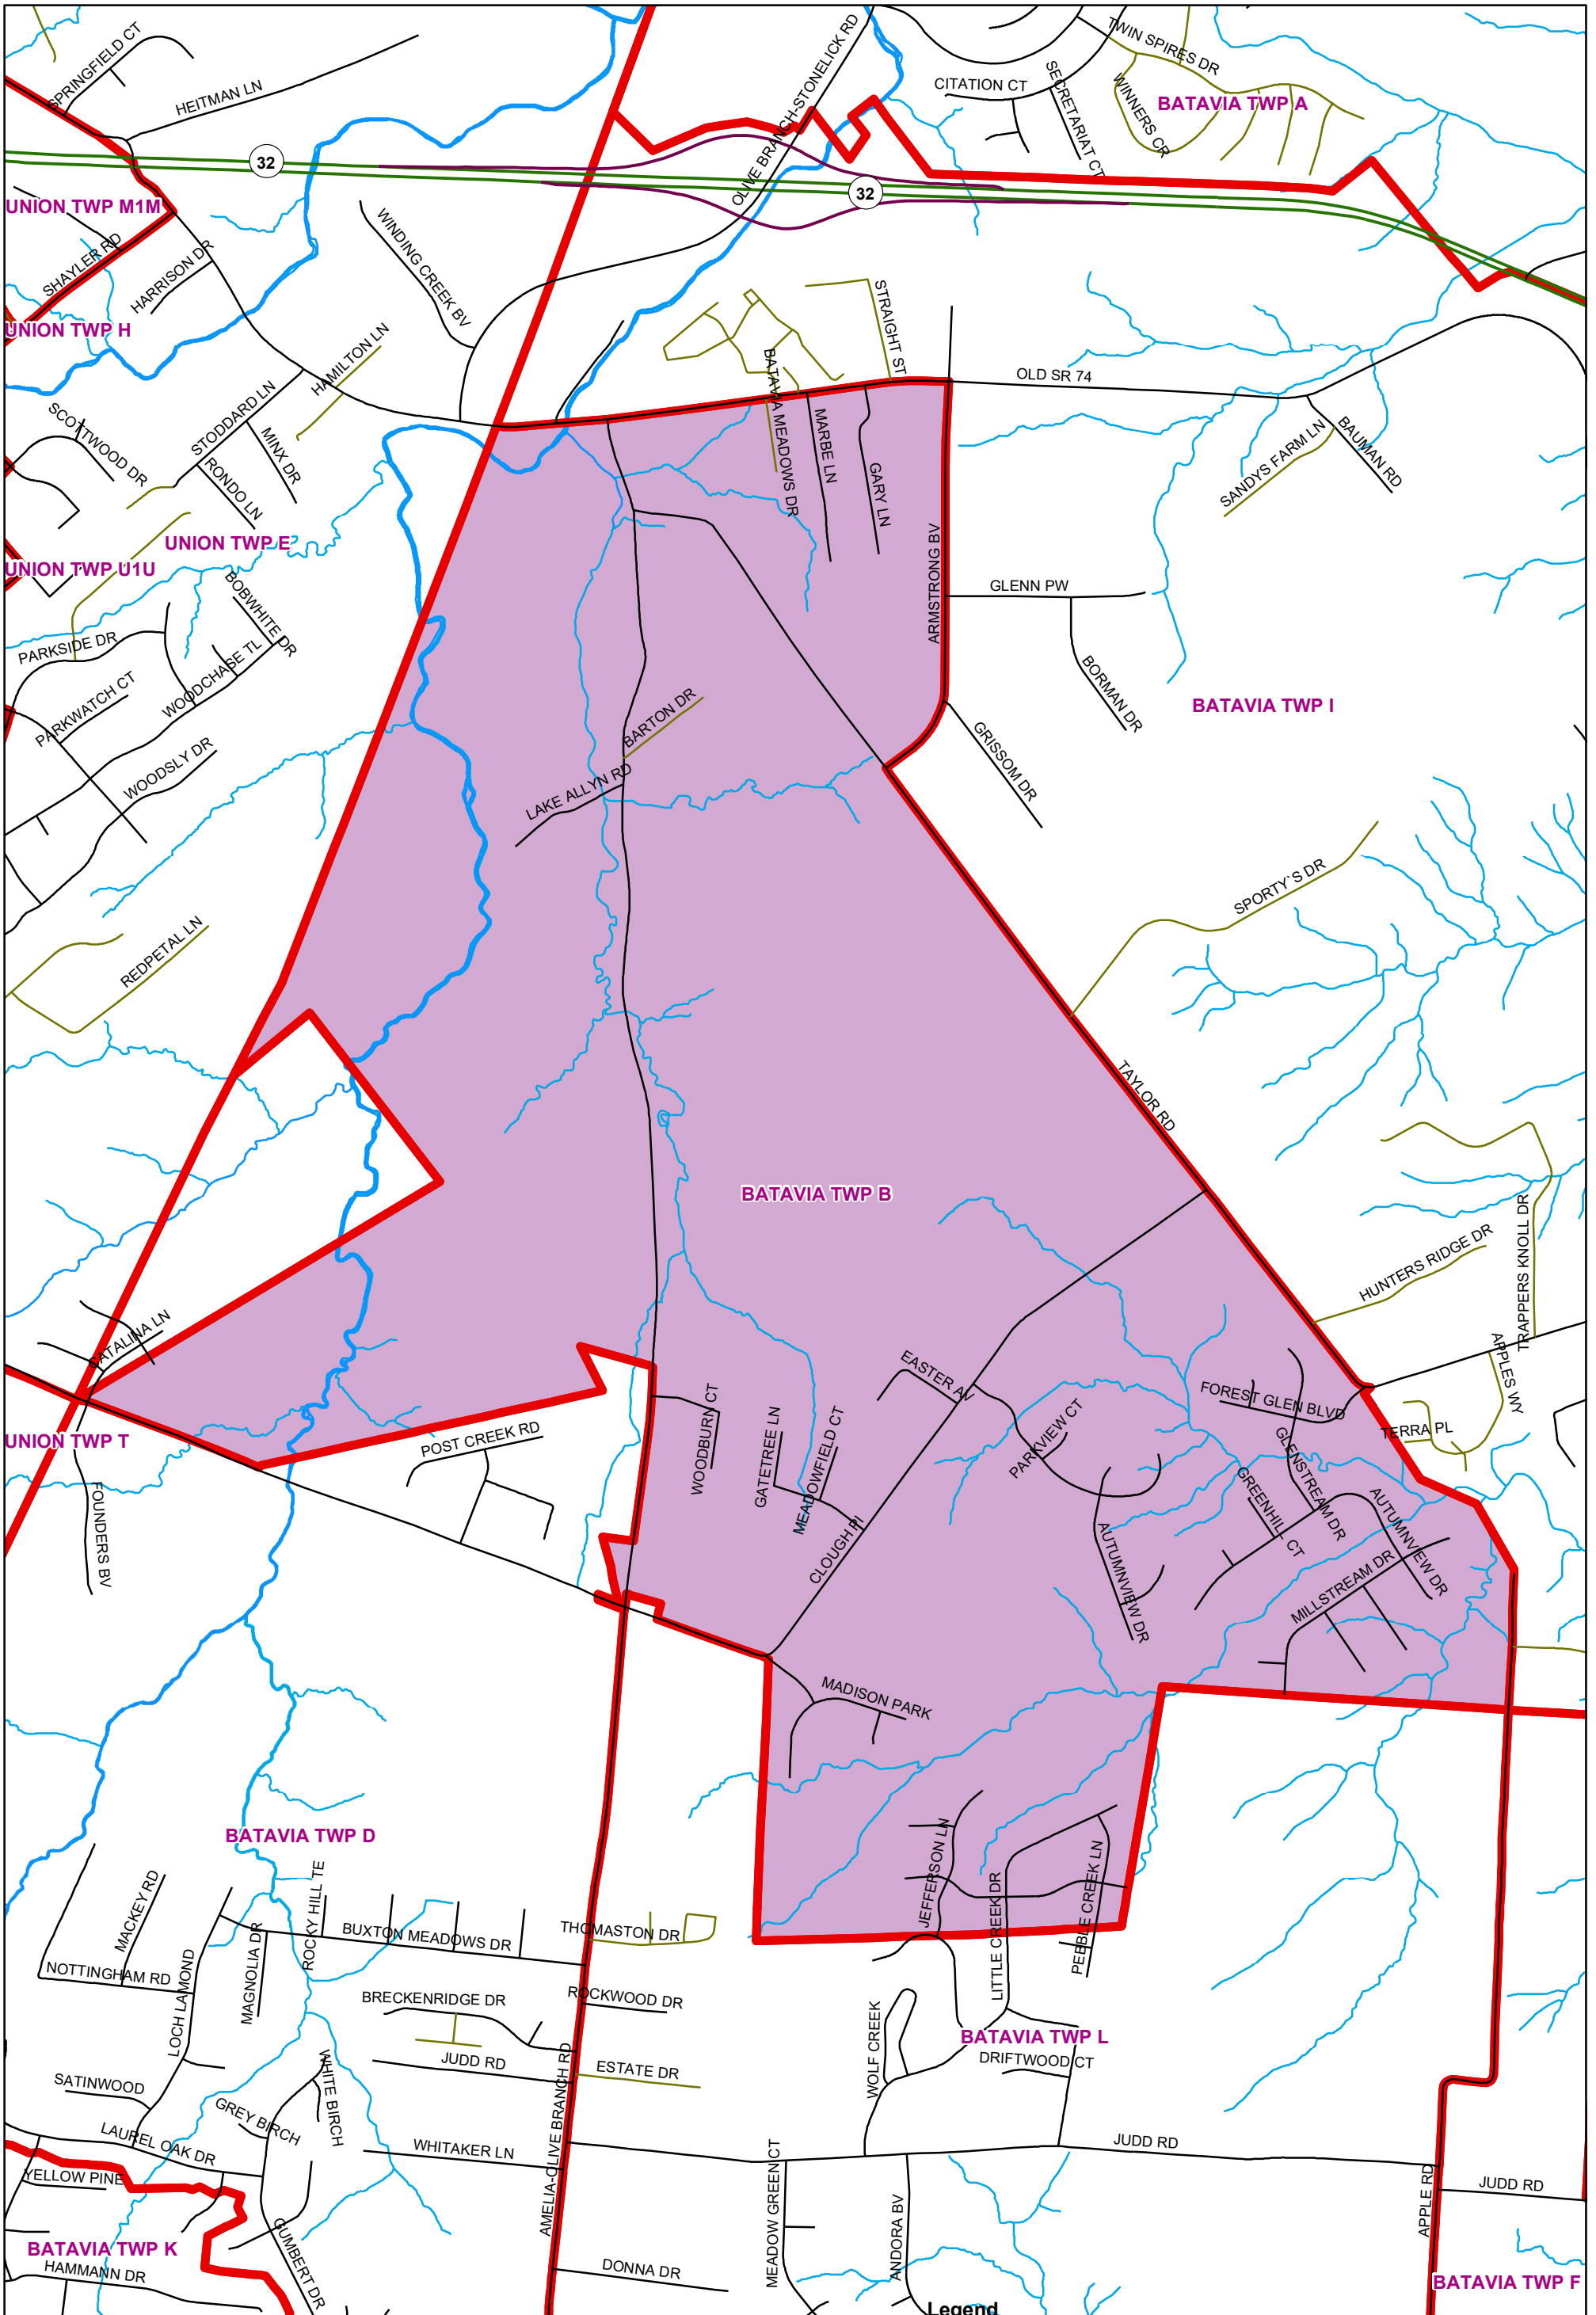 SPRINGFIELD CT
HEITMAN LN
OLIVE BRANCH-STONELICK RD
TWIN SPIRES DR
CITATION CT
SECRETARIAT CT
WINNERS CR
BATAVIA TWP A
32
32
UNION TWP M1M
SHAYLER RD
HARRISON DR
WINDING CREEK BV
UNION TWP H
HAMILTON LN
STRAIGHT ST
OLD SR 74
BATAVIA MEADOWS DR
MARBE LN
GARY LN
SCOTTWOOD DR
STODDARD LN
MINX DR
RONDO LN
SANDYS FARM LN
BAUMAN RD
UNION TWP E
UNION TWP U1U
BOBWHITE DR
ARMSTRONG BV
GLENN PW
PARKSIDE DR
WOODCHASE TL
PARKWATCH CT
BORMAN DR
BATAVIA TWP I
BARTON DR
WOODSLY DR
LAKE ALLYN RD
GRISSOM DR
SPORTY`S DR
REDPETAL LN
TAYLOR RD
BATAVIA TWP B
TRAPPERS KNOLL DR
HUNTERS RIDGE DR
CATALINA LN
EASTER AV
APPLES WY
FOREST GLEN BLVD
TERRA PL
UNION TWP T
POST CREEK RD
WOODBURN CT
GATETREE LN
MEADOWFIELD CT
PARKVIEW CT
GLENSTREAM DR
GREENHILL CT
AUTUMNVIEW DR
FOUNDERS BV
CLOUGH PI
AUTUMNVIEW DR
MILLSTREAM DR
MADISON PARK
BATAVIA TWP D
JEFFERSON LN
LITTLE CREEK DR
PEBBLE CREEK LN
MACKEY RD
ROCKY HILL TE
MAGNOLIA DR
BUXTON MEADOWS DR
THOMASTON DR
NOTTINGHAM RD
LOCH LAMOND
BRECKENRIDGE DR
ROCKWOOD DR
WOLF CREEK
BATAVIA TWP L
DRIFTWOOD CT
JUDD RD
ESTATE DR
SATINWOOD
WHITE BIRCH
GREY BIRCH
LAUREL OAK DR
WHITAKER LN
AMELIA-OLIVE BRANCH RD
JUDD RD
YELLOW PINE
MEADOW GREEN CT
ANDORA BV
APPLE RD
JUDD RD
BATAVIA TWP K
HAMMANN DR
GUMBERT DR
DONNA DR
BATAVIA TWP F
Legend